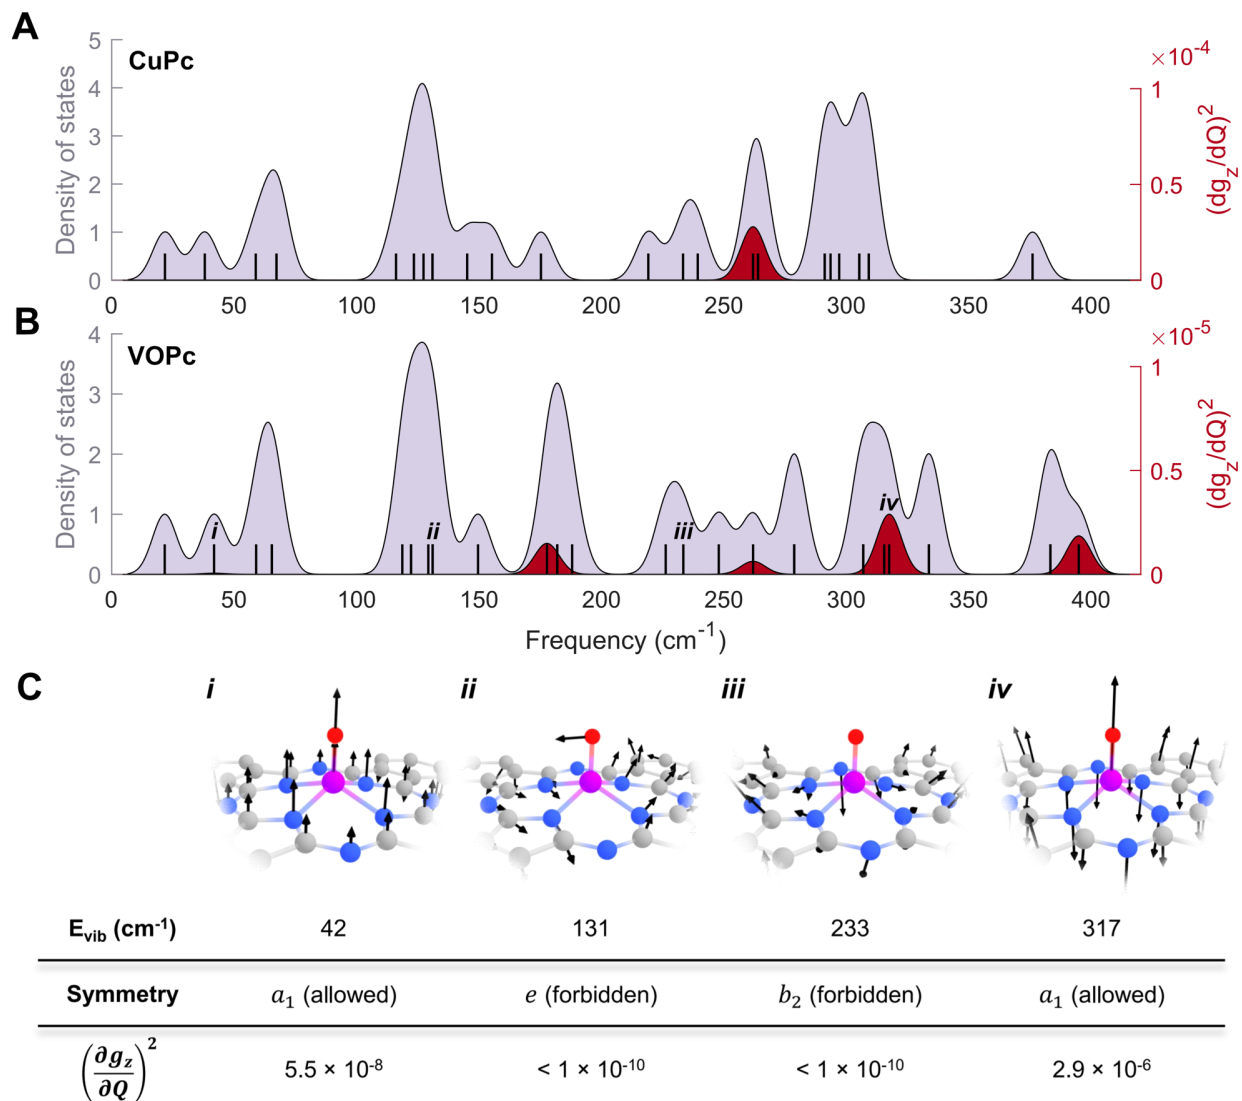 A
CuPc
×10-4
Density of states
5
4
3
2
1
0
1
0.5
0
(dgz/dQ)2
0 50 100 150 200 250 300 350 400
B
VOPc
×10-5
Density of states
4
3
2
1
0
1
0.5
0
(dgz/dQ)2
i ii iii iv
0 50 100 150 200 250 300 350 400
Frequency (cm-1)
C
i ii iii iv
Evib (cm-1) 42 131 233 317
Symmetry a1 (allowed) e (forbidden) b2 (forbidden) a1 (allowed)
(∂gz/∂Q)2 5.5 × 10-8 < 1 × 10-10 < 1 × 10-10 2.9 × 10-6